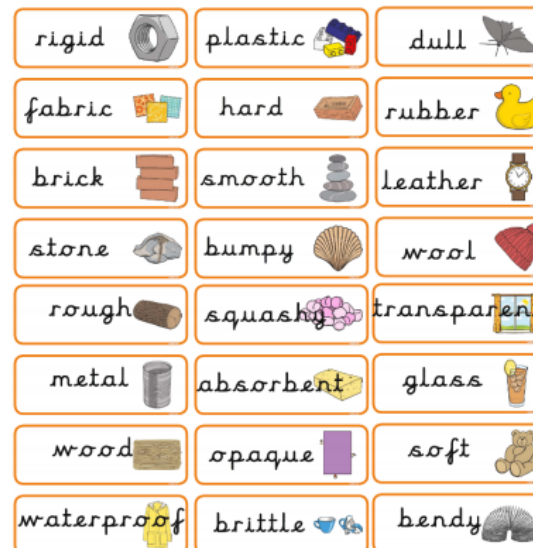 rigid plastic dull
fabric hard rubber
brick smooth leather
stone bumpy wool
rough squashy transparen
metal absorbent glass
wood opaque soft
waterproof brittle bendy